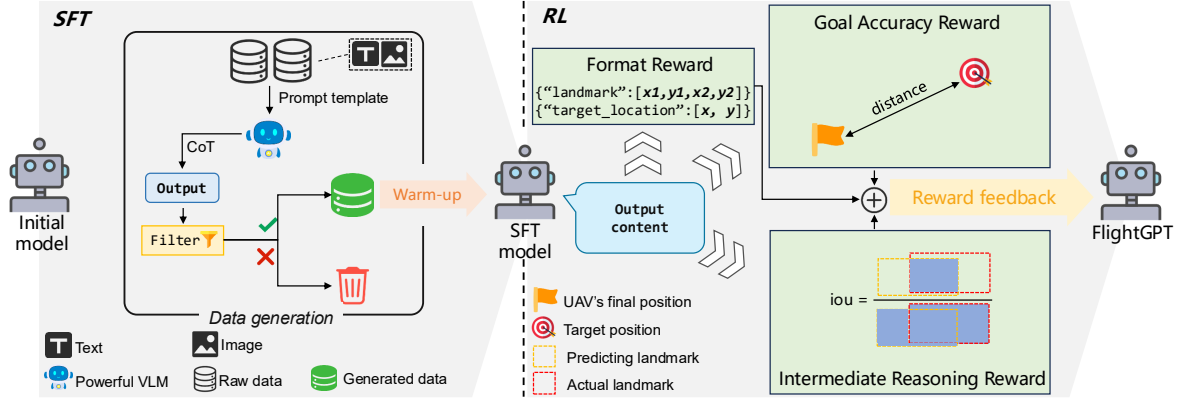 SFT
Prompt template
CoT
Output
Filter
Warm-up
Data generation
Initial
model
SFT
model
Text
Image
Powerful VLM
Raw data
Generated data
RL
Format Reward
{“landmark”:[x1,y1,x2,y2]}
{“target_location”:[x, y]}
Output
content
Goal Accuracy Reward
distance
Reward feedback
FlightGPT
iou =
Intermediate Reasoning Reward
UAV's final position
Target position
Predicting landmark
Actual landmark